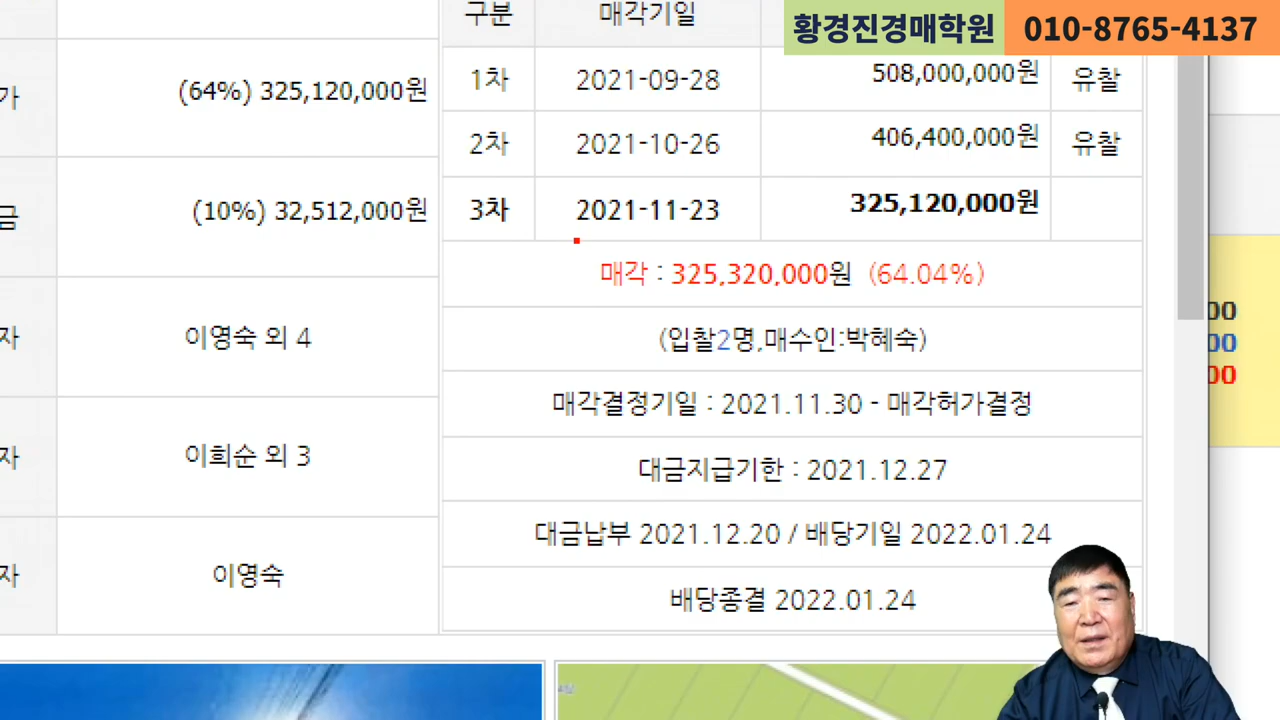 황경진경매학원 010-8765-4137
구분 매각기일
1차 2021-09-28 508,000,000원 유찰
가 (64%) 325,120,000원
2차 2021-10-26 406,400,000원 유찰
3차 2021-11-23 325,120,000원
금 (10%) 32,512,000원
매각 : 325,320,000원 (64.04%)
(입찰2명,매수인:박혜숙)
자 이영숙 외 4
매각결정기일 : 2021.11.30 - 매각허가결정
자 이희순 외 3
대금지급기한 : 2021.12.27
대금납부 2021.12.20 / 배당기일 2022.01.24
자 이영숙
배당종결 2022.01.24
00
00
00